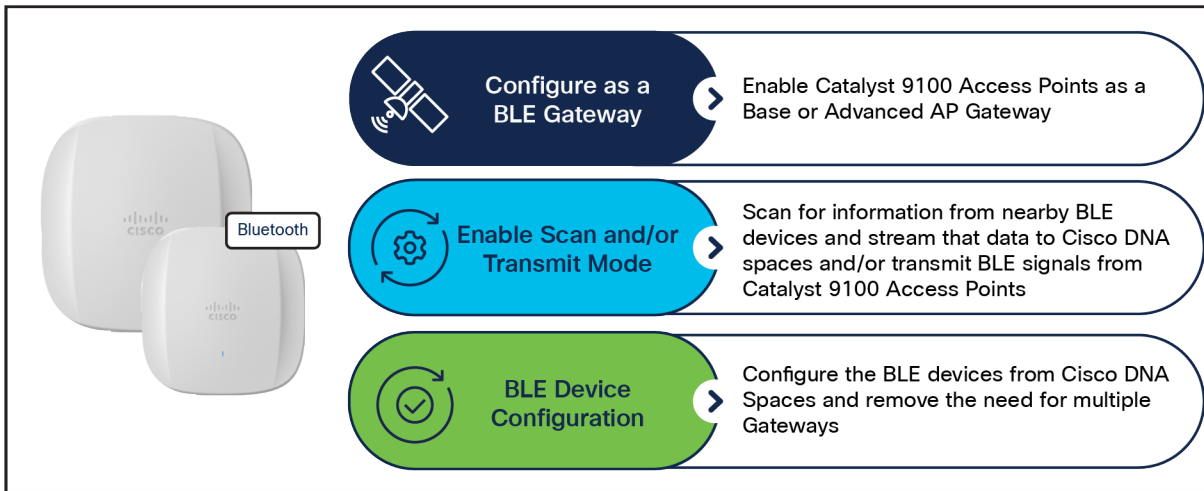 CISCO
Bluetooth
CISCO
Configure as a
BLE Gateway
Enable Catalyst 9100 Access Points as a
Base or Advanced AP Gateway
Enable Scan and/or
Transmit Mode
Scan for information from nearby BLE
devices and stream that data to Cisco DNA
spaces and/or transmit BLE signals from
Catalyst 9100 Access Points
BLE Device
Configuration
Configure the BLE devices from Cisco DNA
Spaces and remove the need for multiple
Gateways